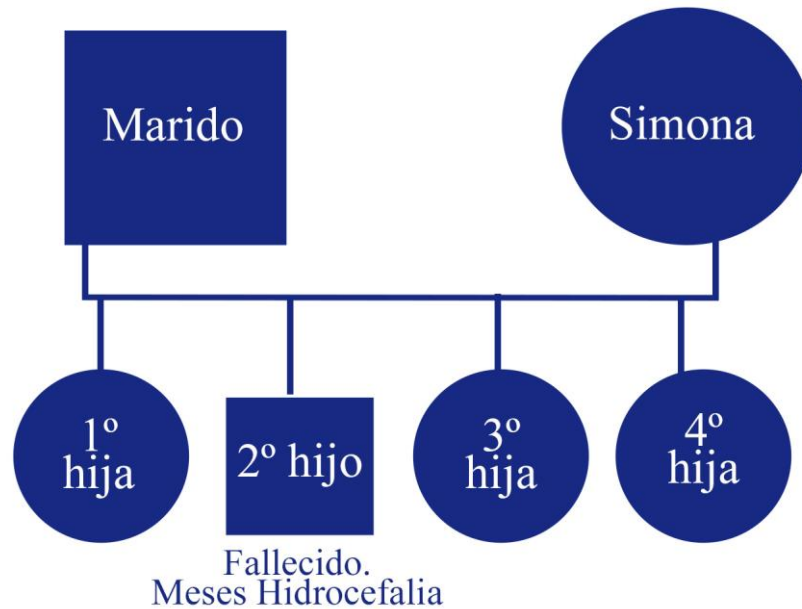 Marido
Simona
1º
hija
2º hijo
3º
hija
4º
hija
Fallecido.
Meses Hidrocefalia